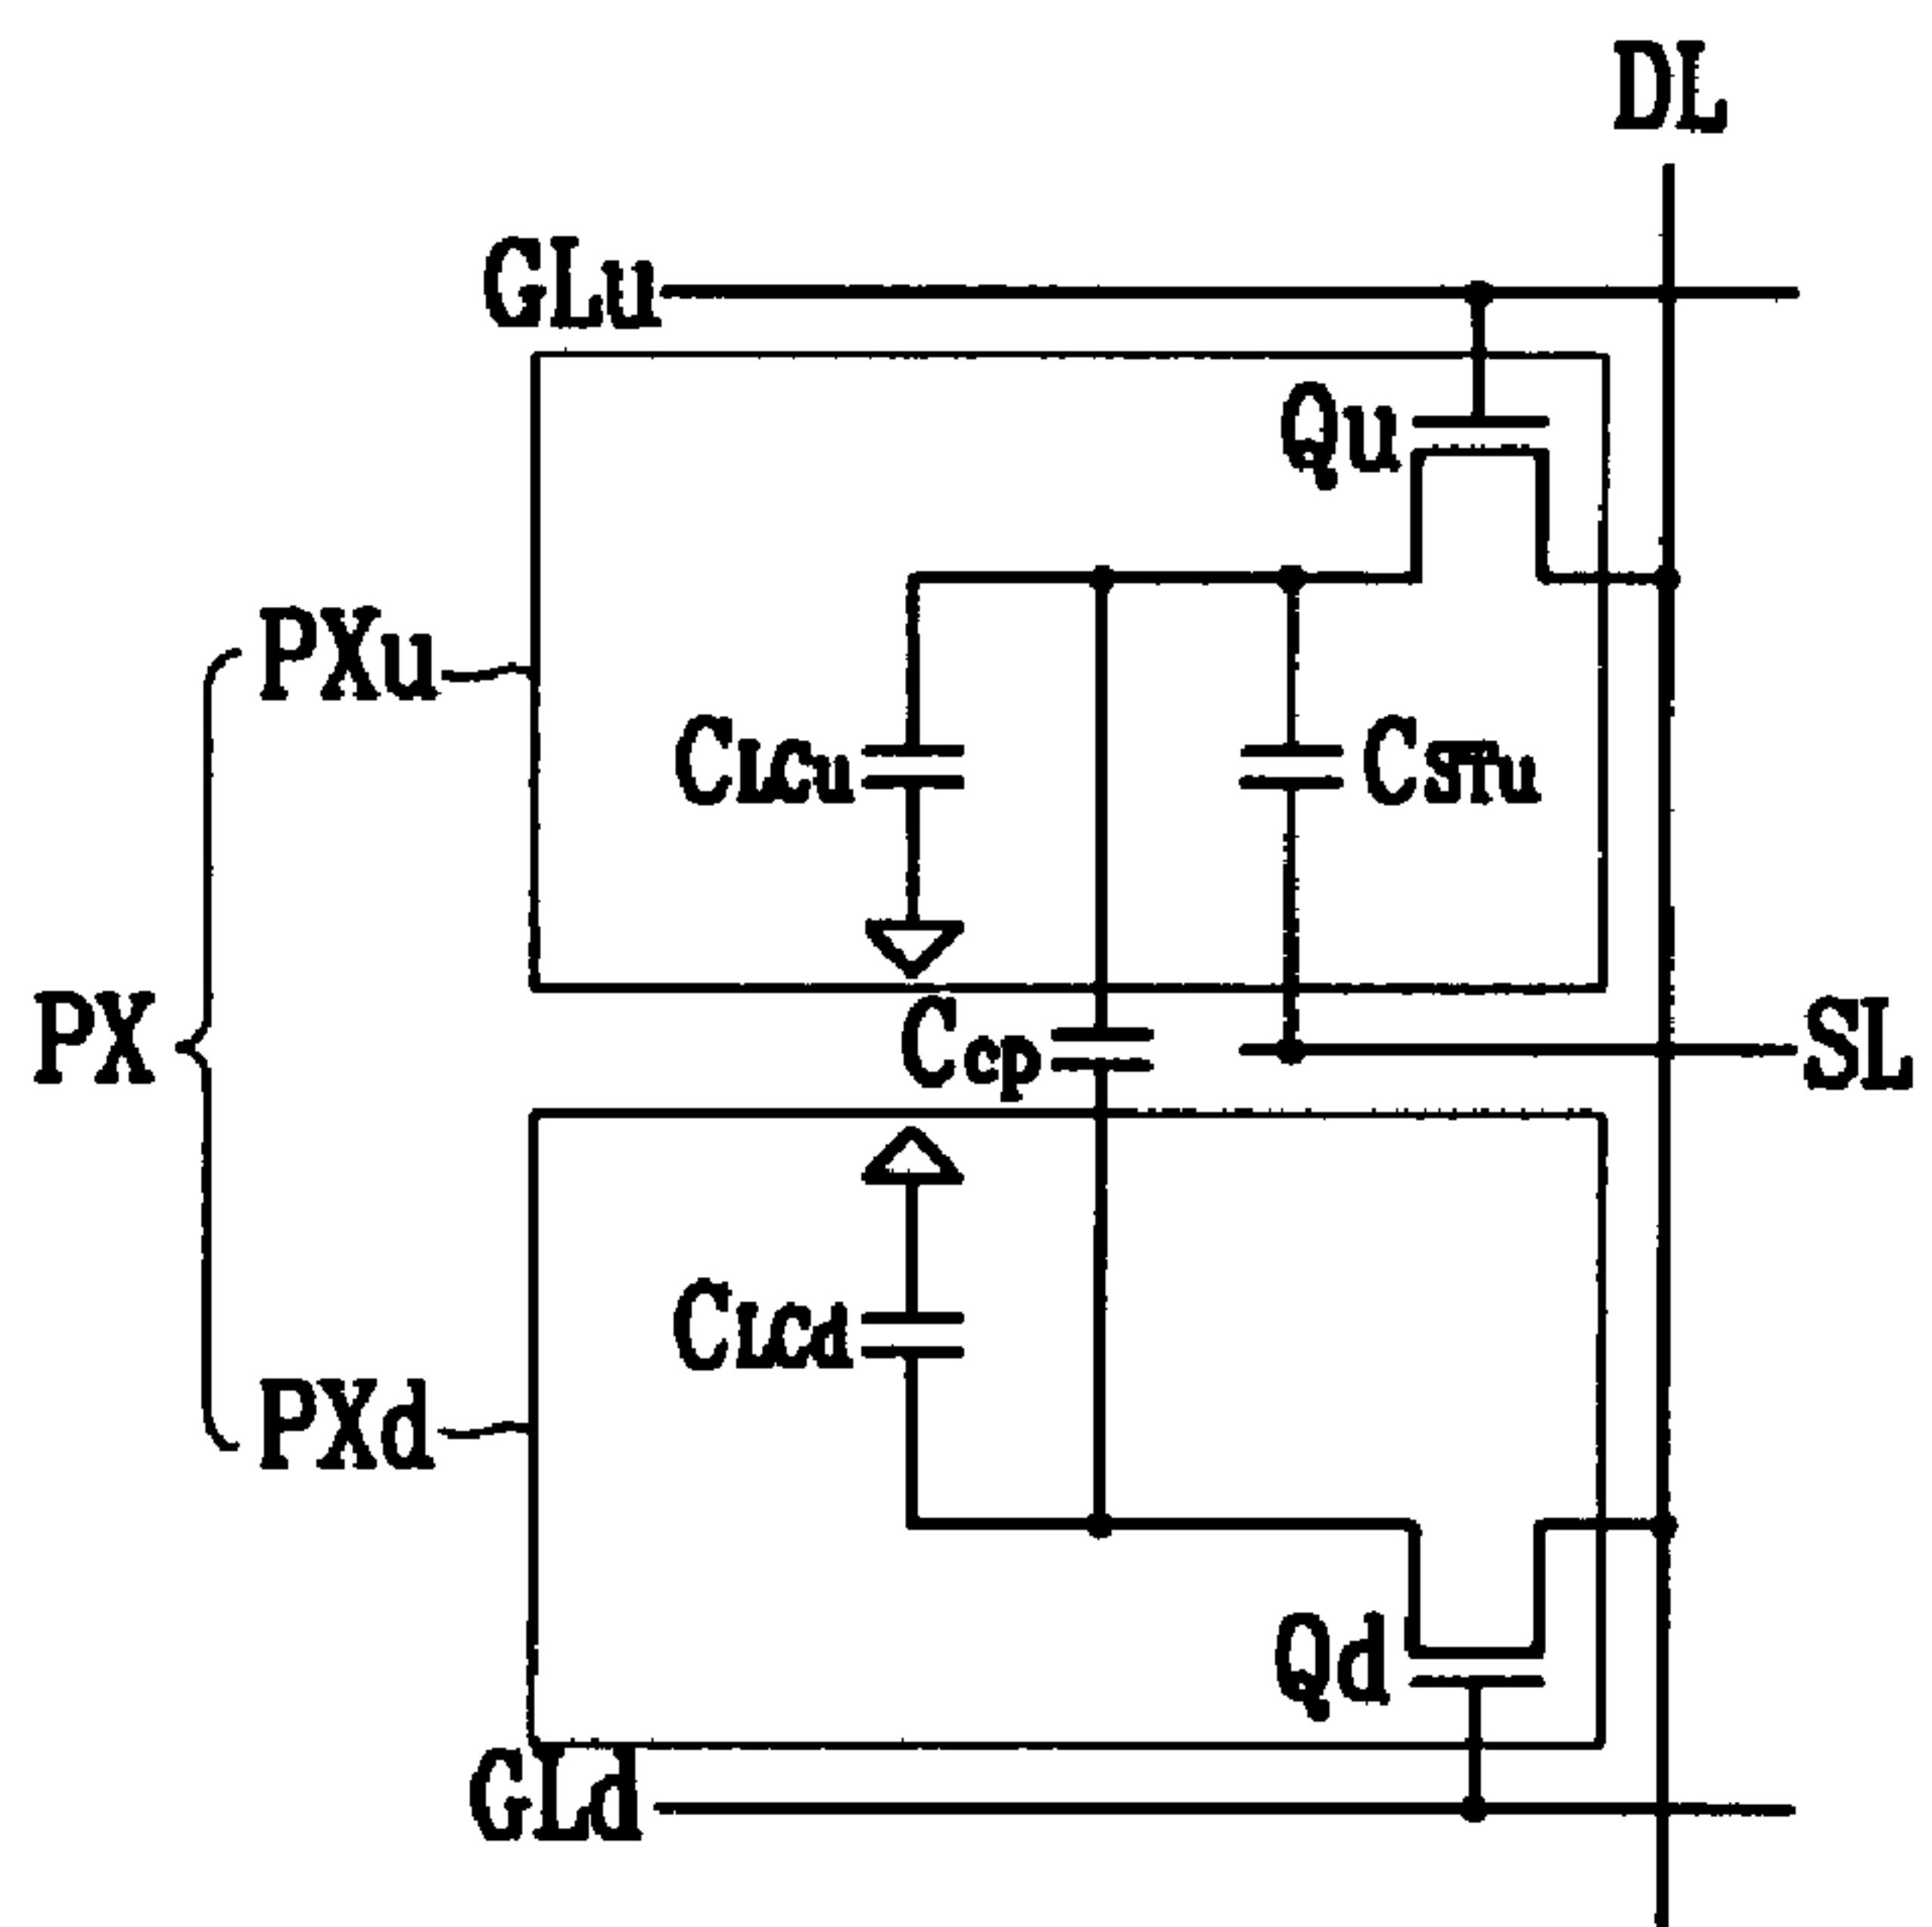 DL
GLu
Qu
PXu
CLCu
CSTu
PX
Ccp
SL
CLCd
PXd
Qd
GLd